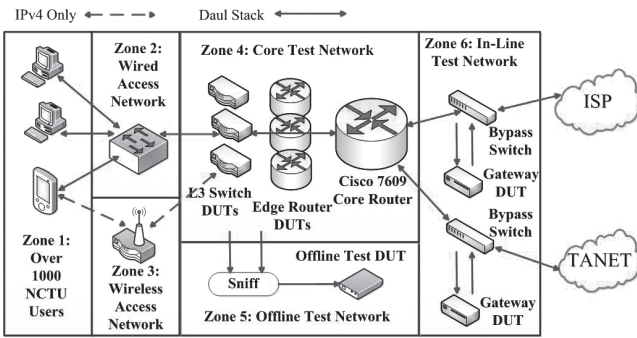 IPv4 Only
Daul Stack
Zone 2:
Wired
Access
Network
Zone 4: Core Test Network
Zone 6: In-Line
Test Network
ISP
Bypass
Switch
Gateway
DUT
L3 Switch
DUTs
Edge Router
DUTs
Cisco 7609
Core Router
Bypass
Switch
Zone 1:
Over
1000
NCTU
Users
Zone 3:
Wireless
Access
Network
Offline Test DUT
Sniff
Zone 5: Offline Test Network
TANET
Gateway
DUT